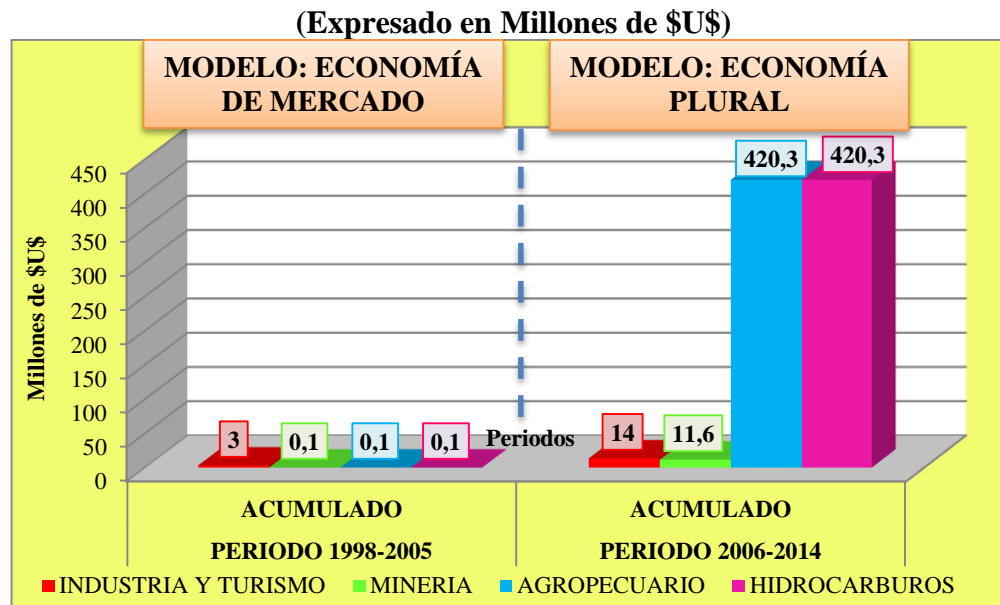 (Expresado en Millones de $U$)
MODELO: ECONOMÍA
DE MERCADO
MODELO: ECONOMÍA
PLURAL
Millones de $U$
450
400
350
300
250
200
150
100
50
0
3
0,1
0,1
0,1
Periodos
14
11,6
420,3
420,3
ACUMULADO
PERIODO 1998-2005
ACUMULADO
PERIODO 2006-2014
INDUSTRIA Y TURISMO
MINERIA
AGROPECUARIO
HIDROCARBUROS